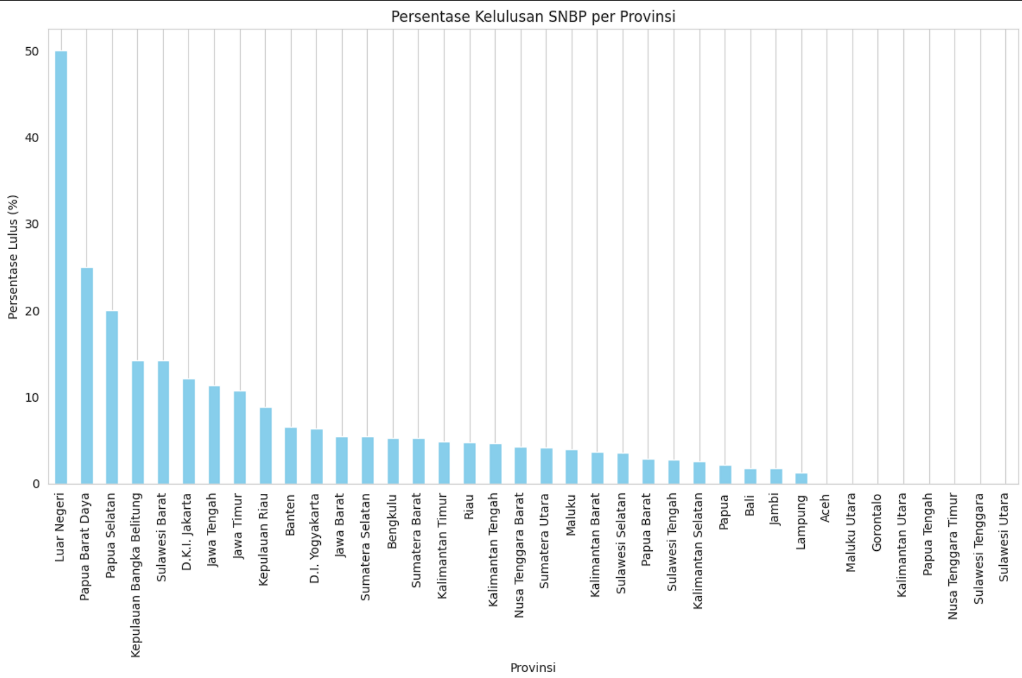 Persentase Kelulusan SNBP per Provinsi
Persentase Lulus (%)
50
40
30
20
10
0
Luar Negeri
Papua Barat Daya
Papua Selatan
Kepulauan Bangka Belitung
Sulawesi Barat
D.K.I. Jakarta
Jawa Tengah
Jawa Timur
Kepulauan Riau
Banten
D.I. Yogyakarta
Jawa Barat
Sumatera Selatan
Bengkulu
Sumatera Barat
Kalimantan Timur
Riau
Kalimantan Tengah
Nusa Tenggara Barat
Sumatera Utara
Maluku
Kalimantan Barat
Sulawesi Selatan
Papua Barat
Sulawesi Tengah
Kalimantan Selatan
Papua
Bali
Jambi
Lampung
Aceh
Maluku Utara
Gorontalo
Kalimantan Utara
Papua Tengah
Nusa Tenggara Timur
Sulawesi Tenggara
Sulawesi Utara
Provinsi